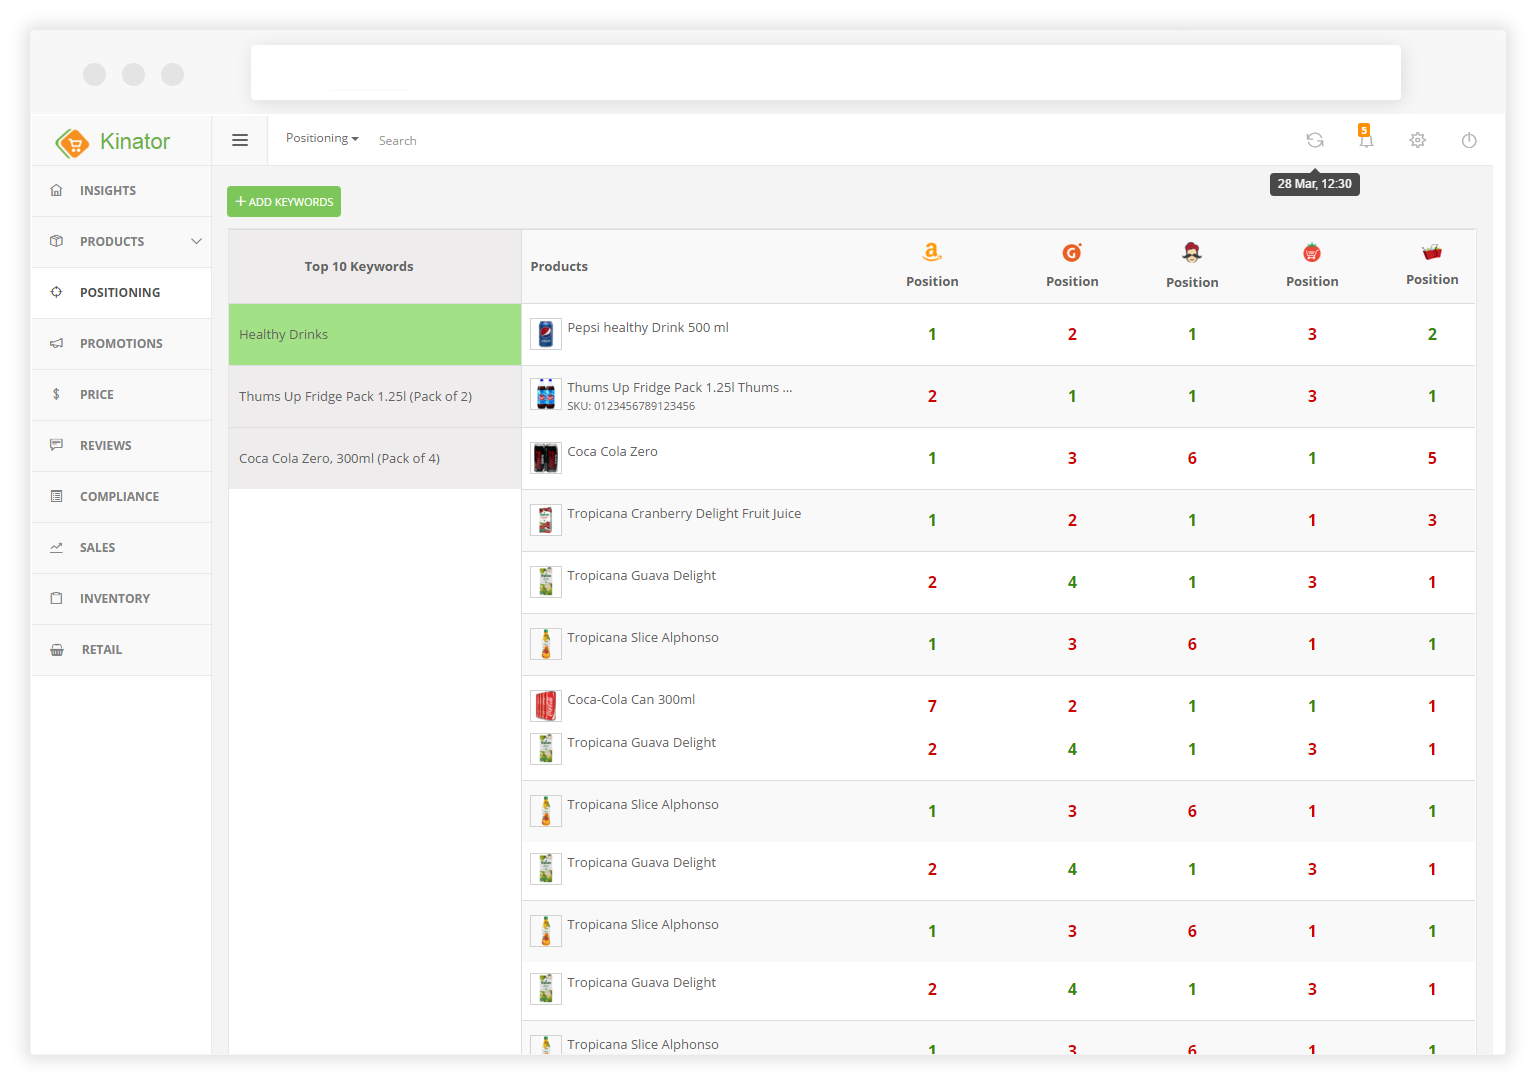 Kinator
Positioning
Search
5
28 Mar, 12:30
INSIGHTS
PRODUCTS
POSITIONING
PROMOTIONS
$ PRICE
REVIEWS
COMPLIANCE
SALES
INVENTORY
RETAIL
+ ADD KEYWORDS
Top 10 Keywords
Healthy Drinks
Thums Up Fridge Pack 1.25l (Pack of 2)
Coca Cola Zero, 300ml (Pack of 4)
a G
Products Position Position Position Position Position
Pepsi healthy Drink 500 ml 1 2 1 3 2
Thums Up Fridge Pack 1.25l Thums ... 2 1 1 3 1
SKU: 0123456789123456
Coca Cola Zero 1 3 6 1 5
Tropicana Cranberry Delight Fruit Juice 1 2 1 1 3
Tropicana Guava Delight 2 4 1 3 1
Tropicana Slice Alphonso 1 3 6 1 1
Coca-Cola Can 300ml 7 2 1 1 1
Tropicana Guava Delight 2 4 1 3 1
Tropicana Slice Alphonso 1 3 6 1 1
Tropicana Guava Delight 2 4 1 3 1
Tropicana Slice Alphonso 1 3 6 1 1
Tropicana Guava Delight 2 4 1 3 1
Tropicana Slice Alphonso 1 3 6 1 1